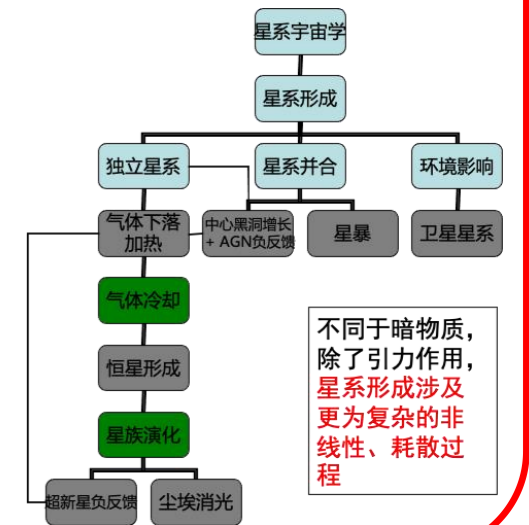 星系宇宙学
星系形成
独立星系
星系并合
环境影响
气体下落
加热
中心黑洞增长
+ AGN负反馈
星暴
卫星星系
气体冷却
恒星形成
星族演化
超新星负反馈
尘埃消光
不同于暗物质，
除了引力作用，
星系形成涉及
更为复杂的非
线性、耗散过
程